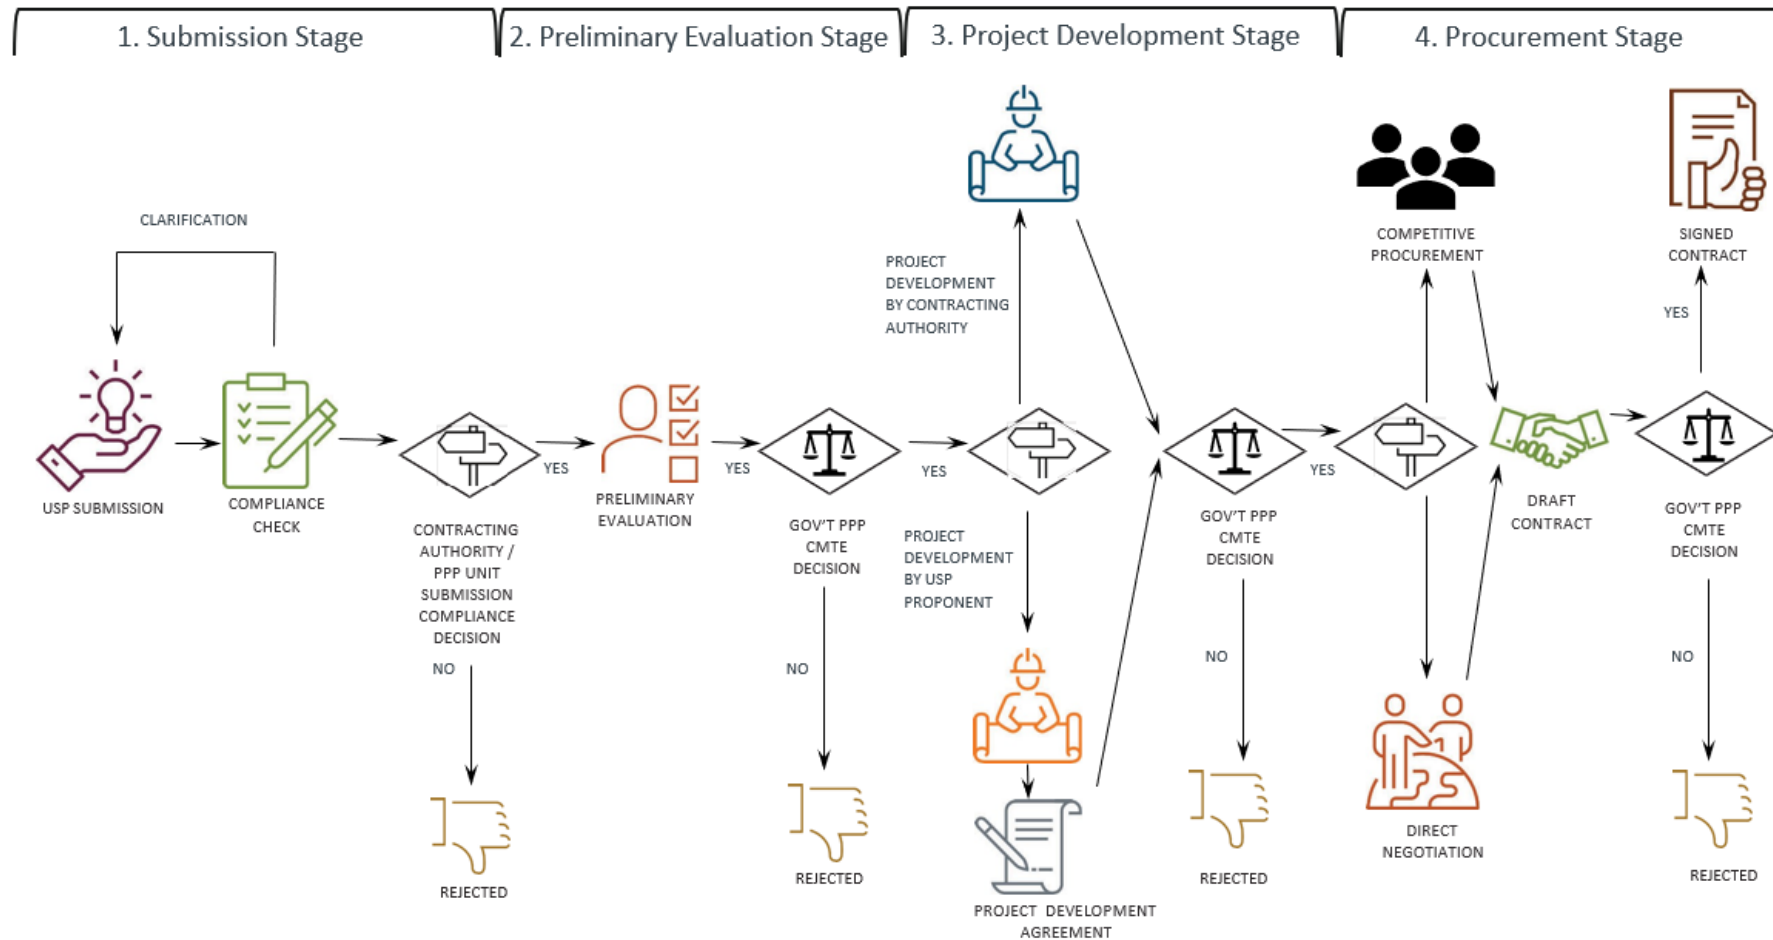 1. Submission Stage
2. Preliminary Evaluation Stage
3. Project Development Stage
4. Procurement Stage
CLARIFICATION
USP SUBMISSION
COMPLIANCE
CHECK
CONTRACTING
AUTHORITY /
PPP UNIT
SUBMISSION
COMPLIANCE
DECISION
NO
REJECTED
YES
PRELIMINARY
EVALUATION
YES
GOV'T PPP
CMTE
DECISION
NO
REJECTED
YES
PROJECT
DEVELOPMENT
BY CONTRACTING
AUTHORITY
PROJECT
DEVELOPMENT
BY USP
PROPONENT
PROJECT DEVELOPMENT
AGREEMENT
GOV'T PPP
CMTE
DECISION
NO
REJECTED
YES
COMPETITIVE
PROCUREMENT
DIRECT
NEGOTIATION
DRAFT
CONTRACT
GOV'T PPP
CMTE
DECISION
YES
SIGNED
CONTRACT
NO
REJECTED